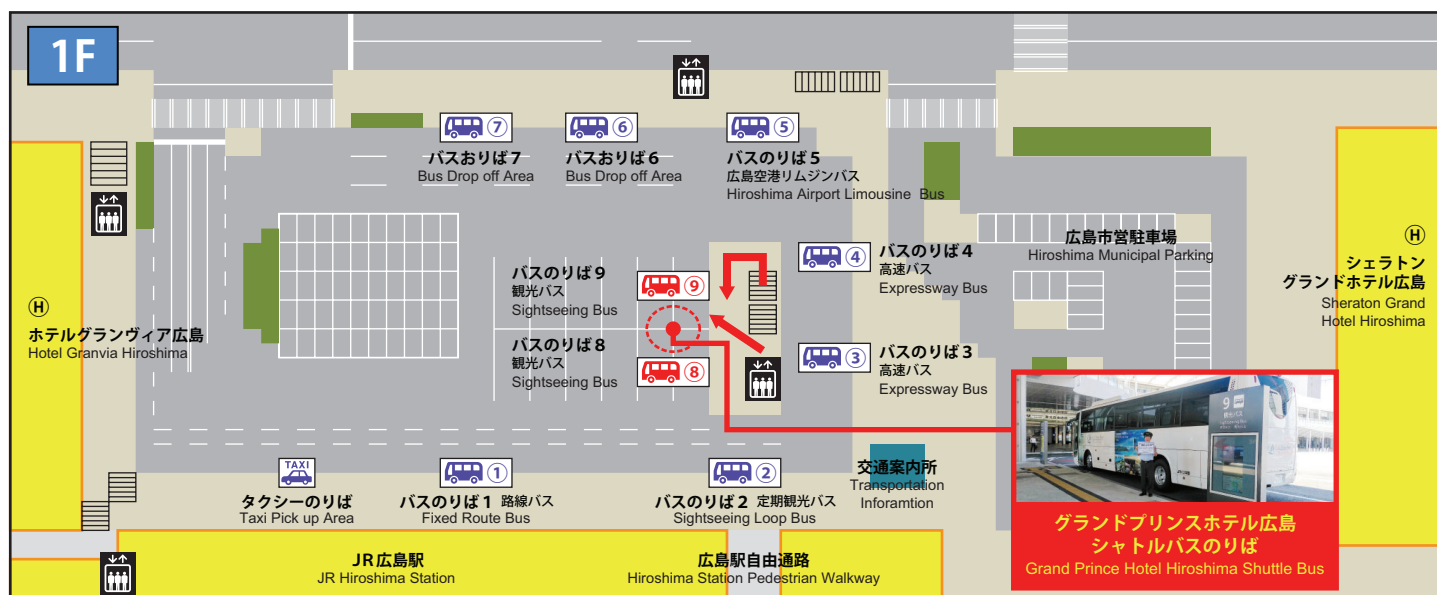 1F
⑦
バスおりば7
Bus Drop off Area
⑥
バスおりば6
Bus Drop off Area
⑤
バスのりば5
広島空港リムジンバス
Hiroshima Airport Limousine Bus
④
バスのりば4
高速バス
Expressway Bus
広島市営駐車場
Hiroshima Municipal Parking
Ⓗ
シェラトン
グランドホテル広島
Sheraton Grand
Hotel Hiroshima
Ⓗ
ホテルグランヴィア広島
Hotel Granvia Hiroshima
バスのりば9
観光バス
Sightseeing Bus
⑨
バスのりば8
観光バス
Sightseeing Bus
⑧
③
バスのりば3
高速バス
Expressway Bus
TAXI
タクシーのりば
Taxi Pick up Area
①
バスのりば1 路線バス
Fixed Route Bus
②
バスのりば2 定期観光バス
Sightseeing Loop Bus
交通案内所
Transportation
Inforamtion
9
観光バス
グランドプリンスホテル広島
シャトルバスのりば
Grand Prince Hotel Hiroshima Shuttle Bus
JR広島駅
JR Hiroshima Station
広島駅自由通路
Hiroshima Station Pedestrian Walkway